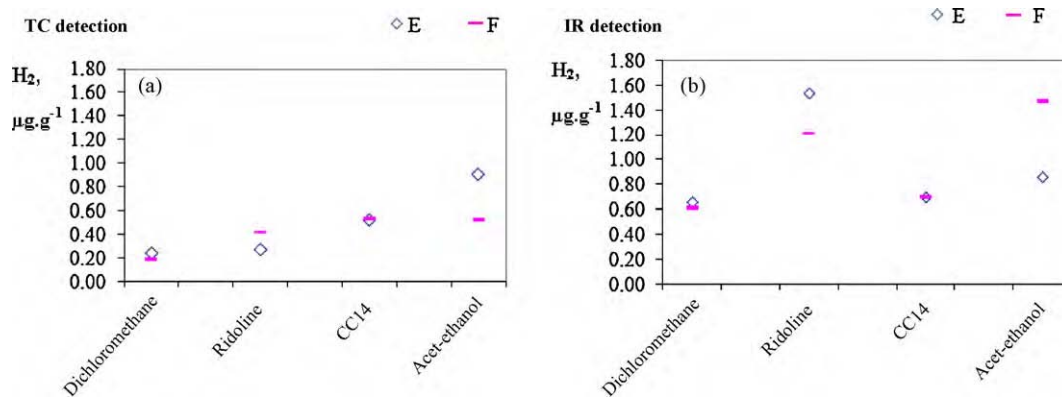 TC detection
E
F
H2,
µg.g-1
(a)
1.80
1.60
1.40
1.20
1.00
0.80
0.60
0.40
0.20
0.00
Dichloromethane
Ridoline
CC14
Acet-ethanol
IR detection
E
F
H2,
µg.g-1
(b)
1.80
1.60
1.40
1.20
1.00
0.80
0.60
0.40
0.20
0.00
Dichloromethane
Ridoline
CC14
Acet-ethanol